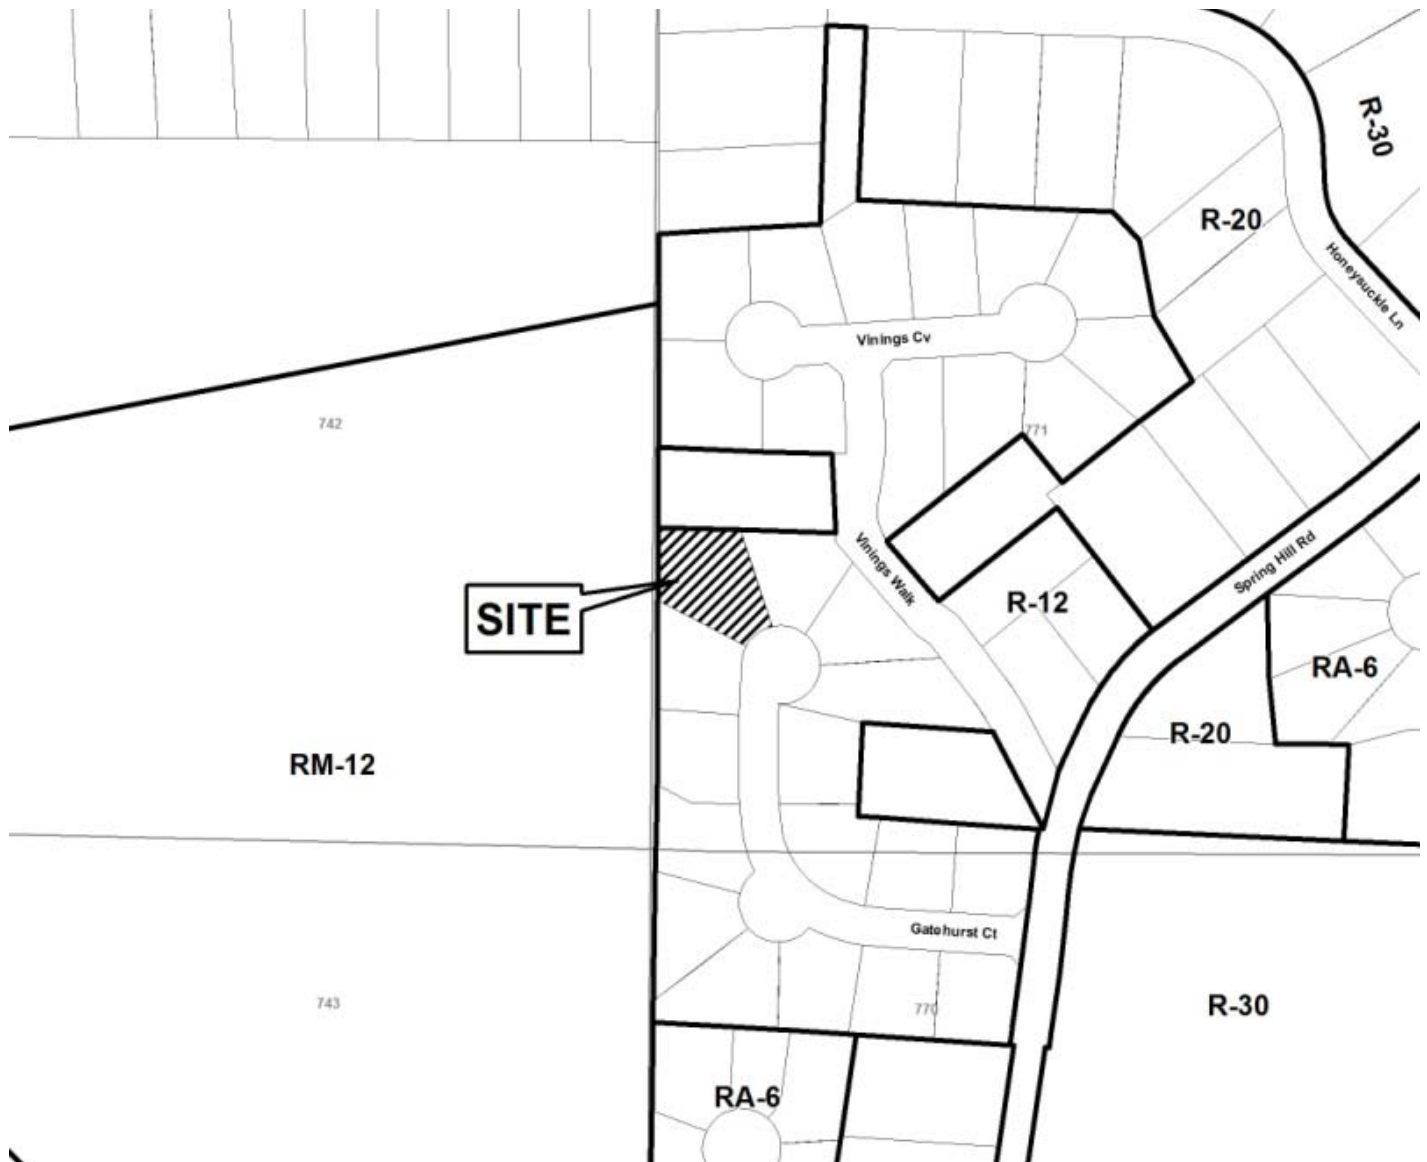 R-30
R-20
Honeysuckle Ln
Vinings Cv
742
771
Vinings Walk
Spring Hill Rd
SITE
R-12
RA-6
R-20
RM-12
Gatehurst Ct
743
770
R-30
RA-6